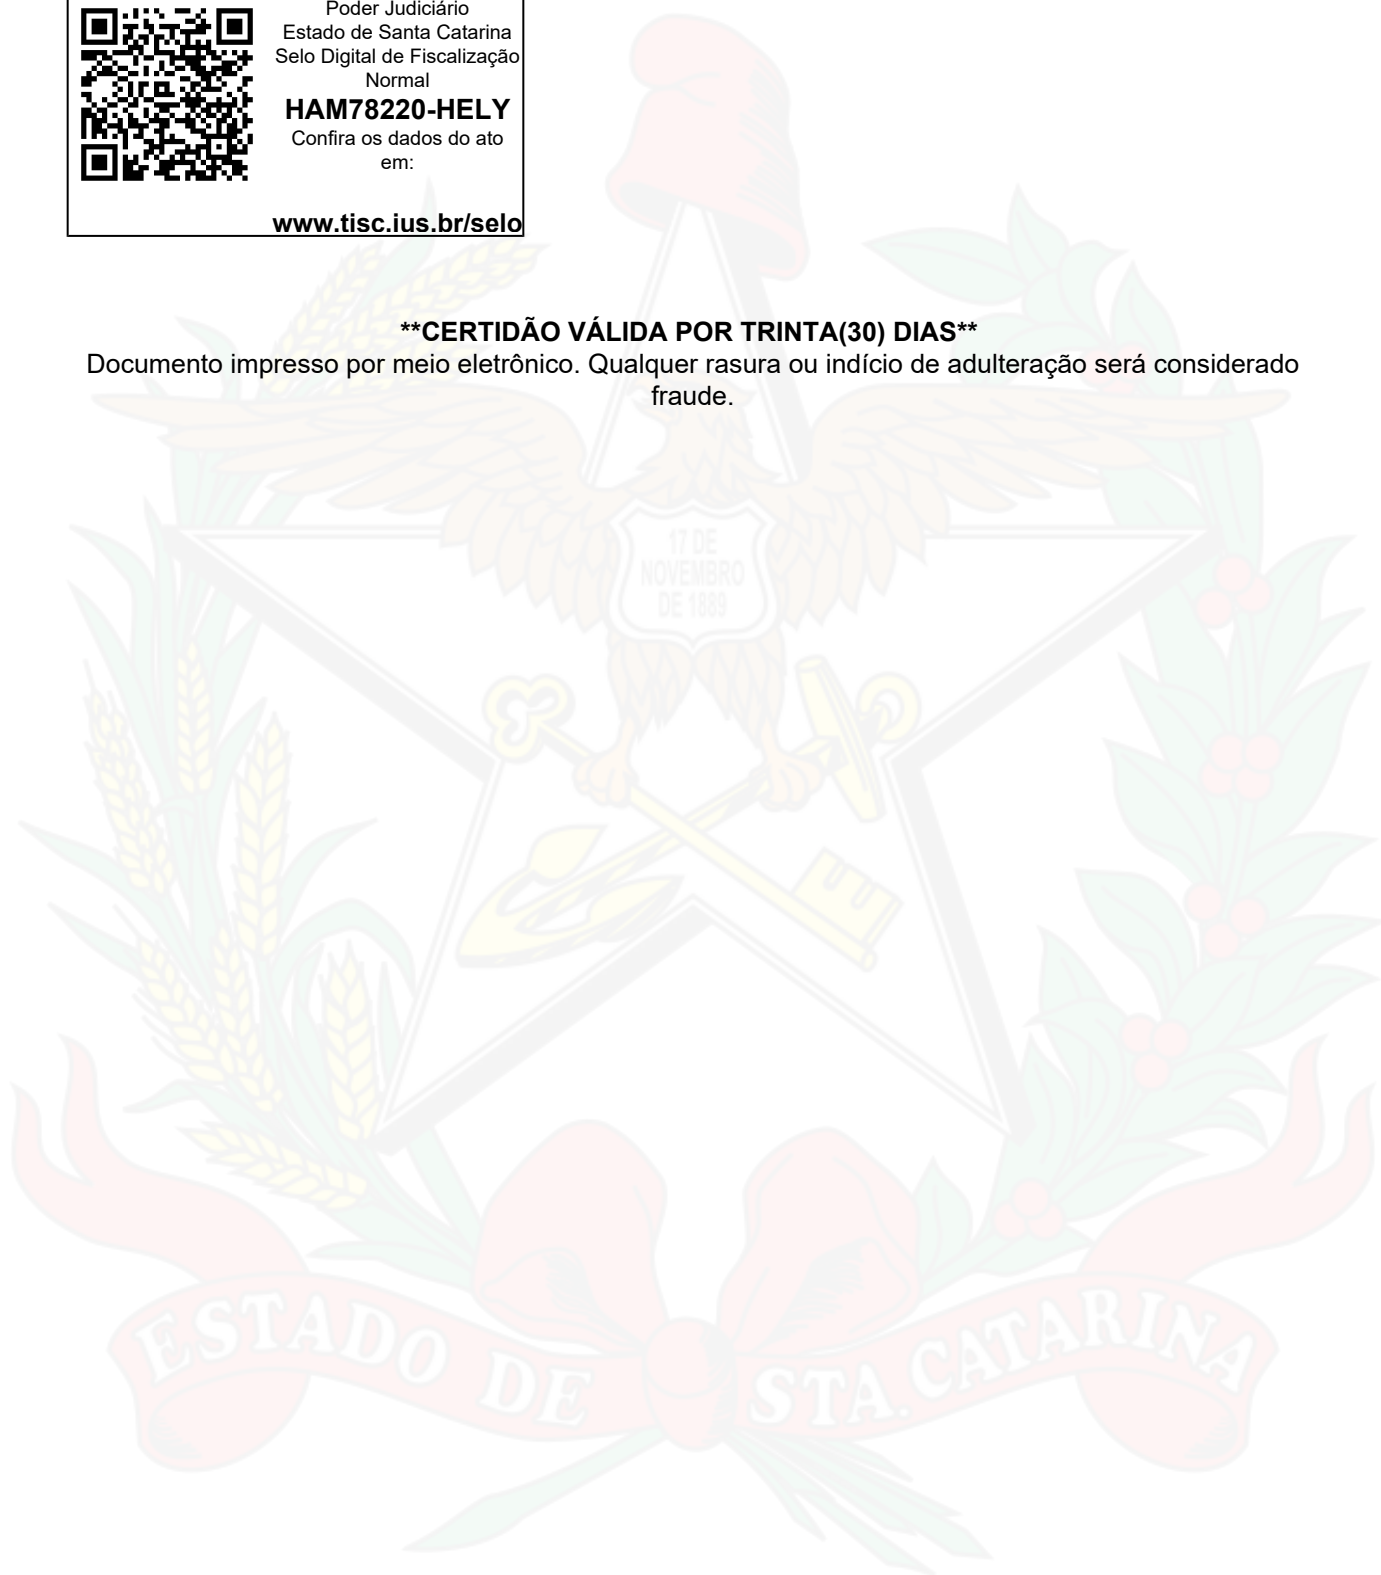 Poder Judiciário
Estado de Santa Catarina
Selo Digital de Fiscalização
Normal
HAM78220-HELY
Confira os dados do ato
em:
www.tjsc.jus.br/selo
**CERTIDÃO VÁLIDA POR TRINTA(30) DIAS**
Documento impresso por meio eletrônico. Qualquer rasura ou indício de adulteração será considerado
fraude.
17 DE
NOVEMBRO
DE 1889
ESTADO DE STA. CATARINA